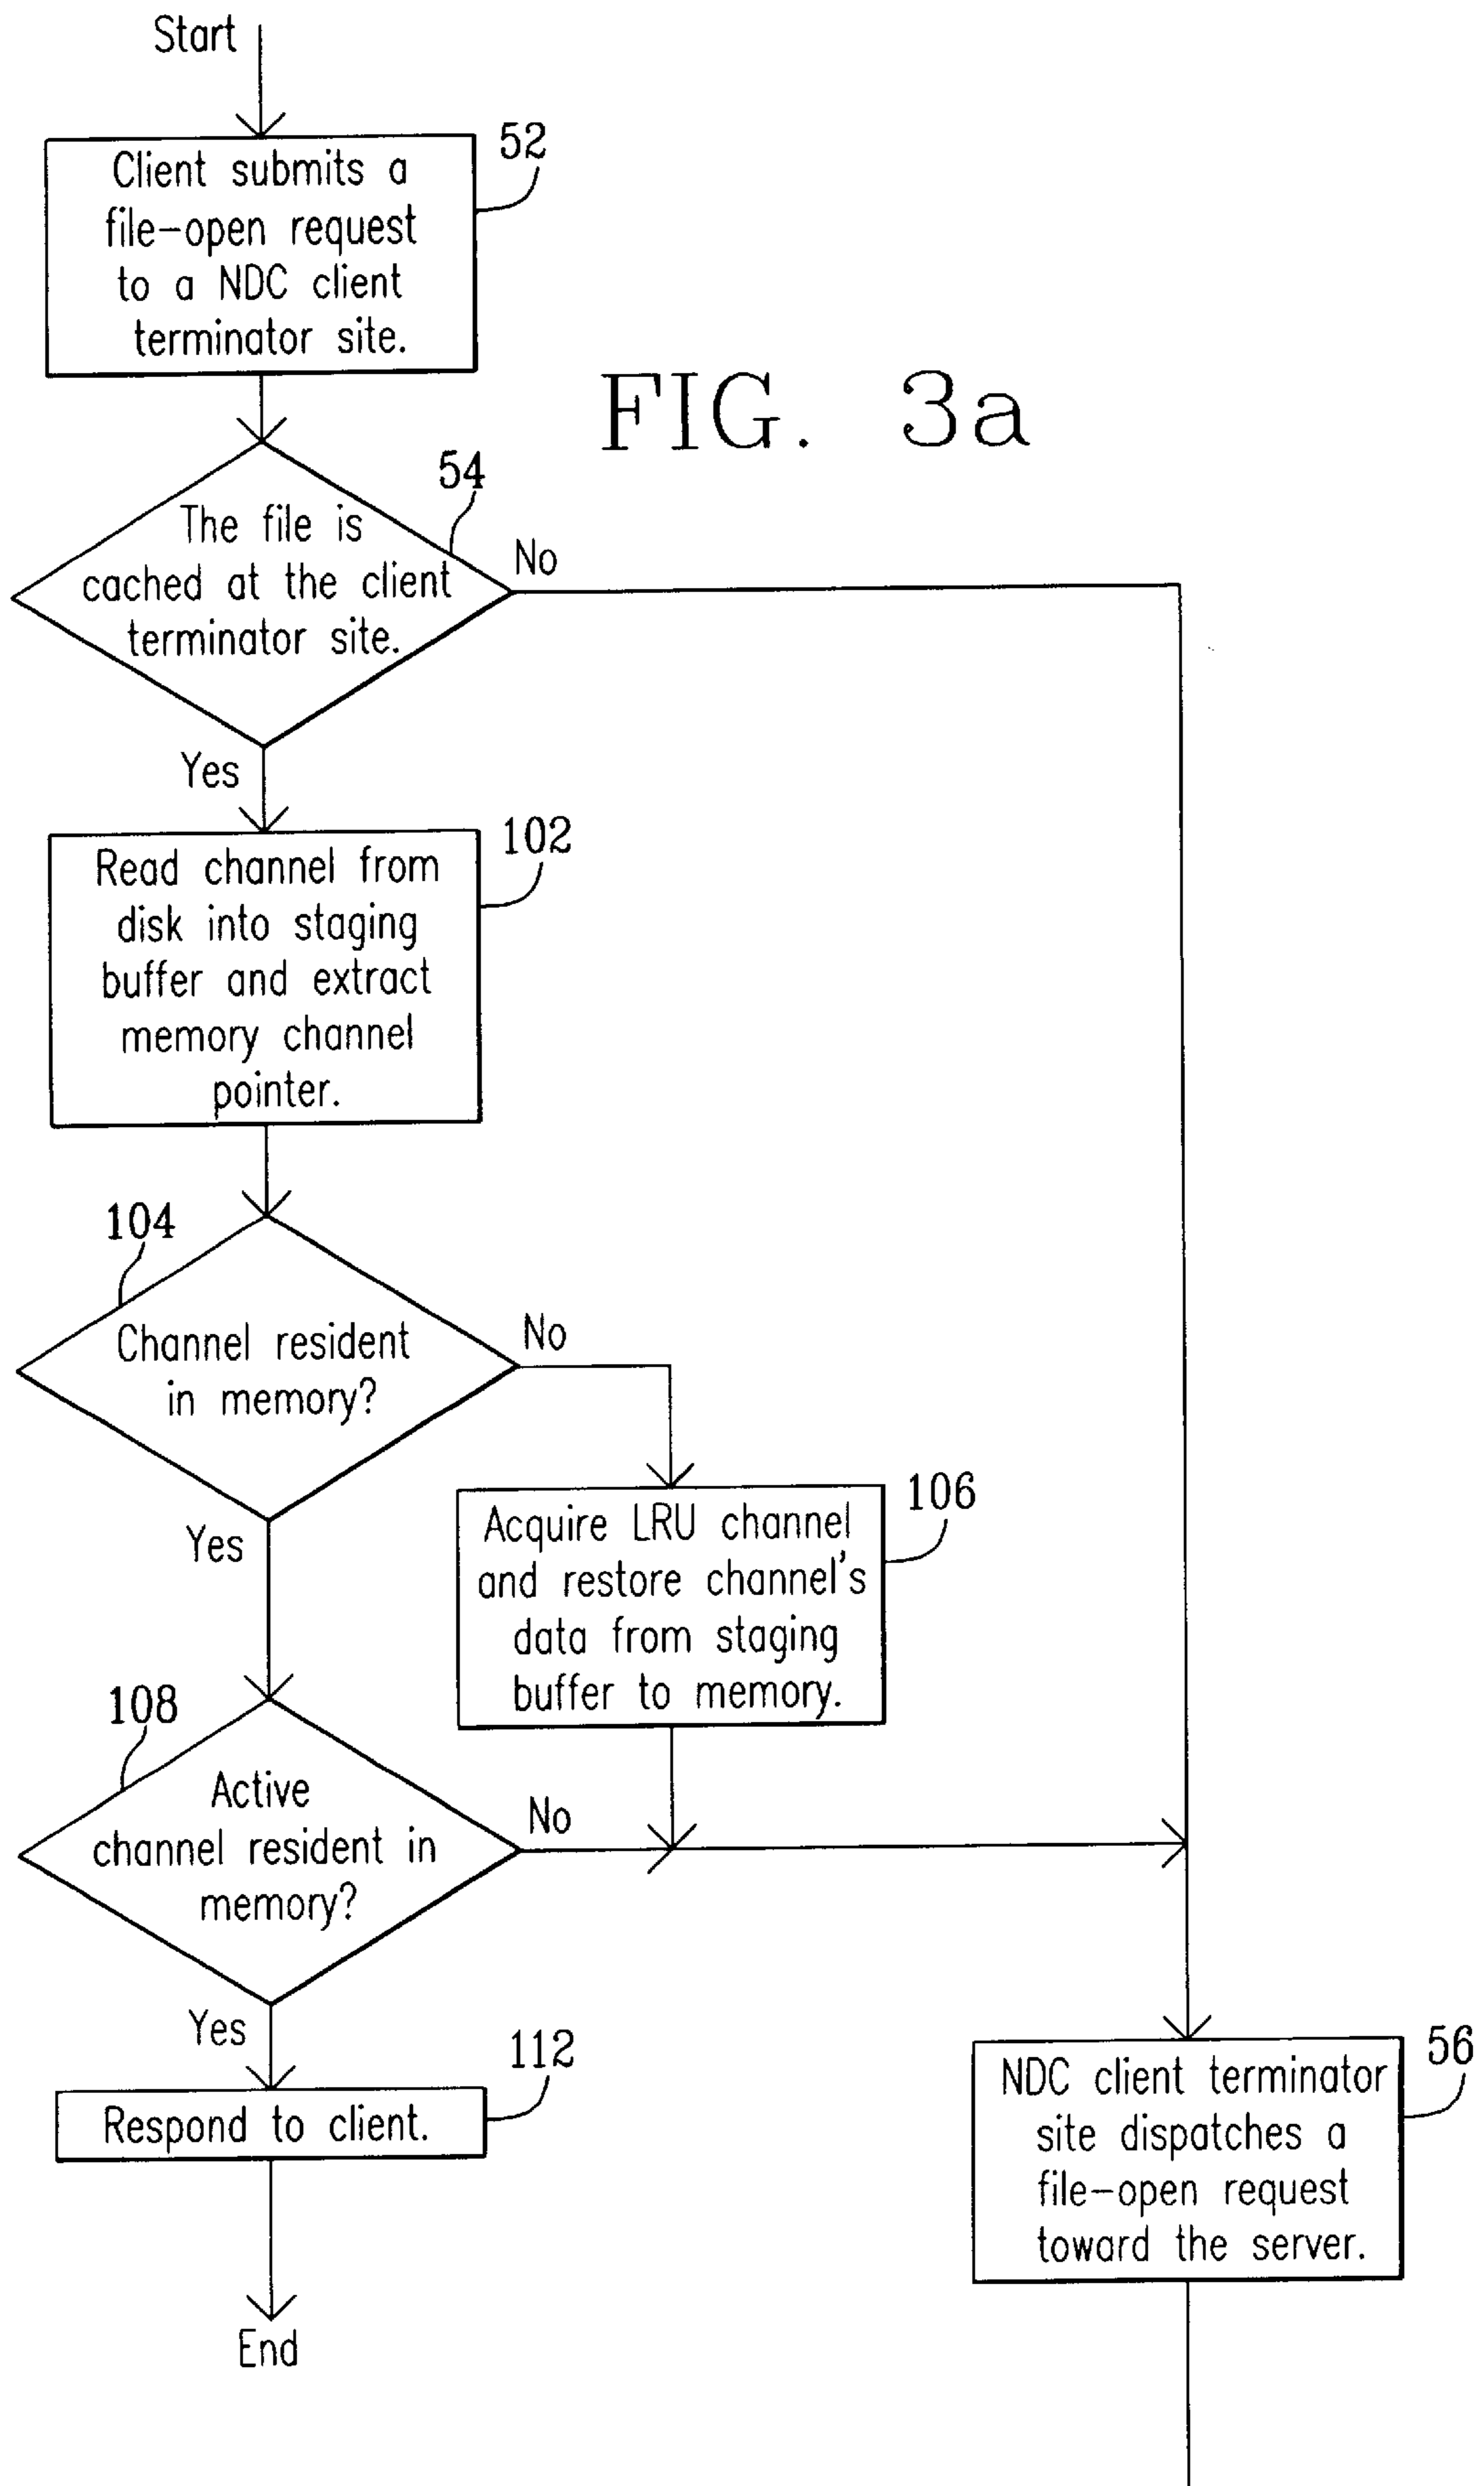 Start
52
Client submits a
file-open request
to a NDC client
terminator site.
FIG. 3a
54
The file is
cached at the client
terminator site.
No
Yes
102
Read channel from
disk into staging
buffer and extract
memory channel
pointer.
104
Channel resident
in memory?
No
Yes
106
Acquire LRU channel
and restore channel's
data from staging
buffer to memory.
108
Active
channel resident in
memory?
No
Yes
112
Respond to client.
End
56
NDC client terminator
site dispatches a
file-open request
toward the server.